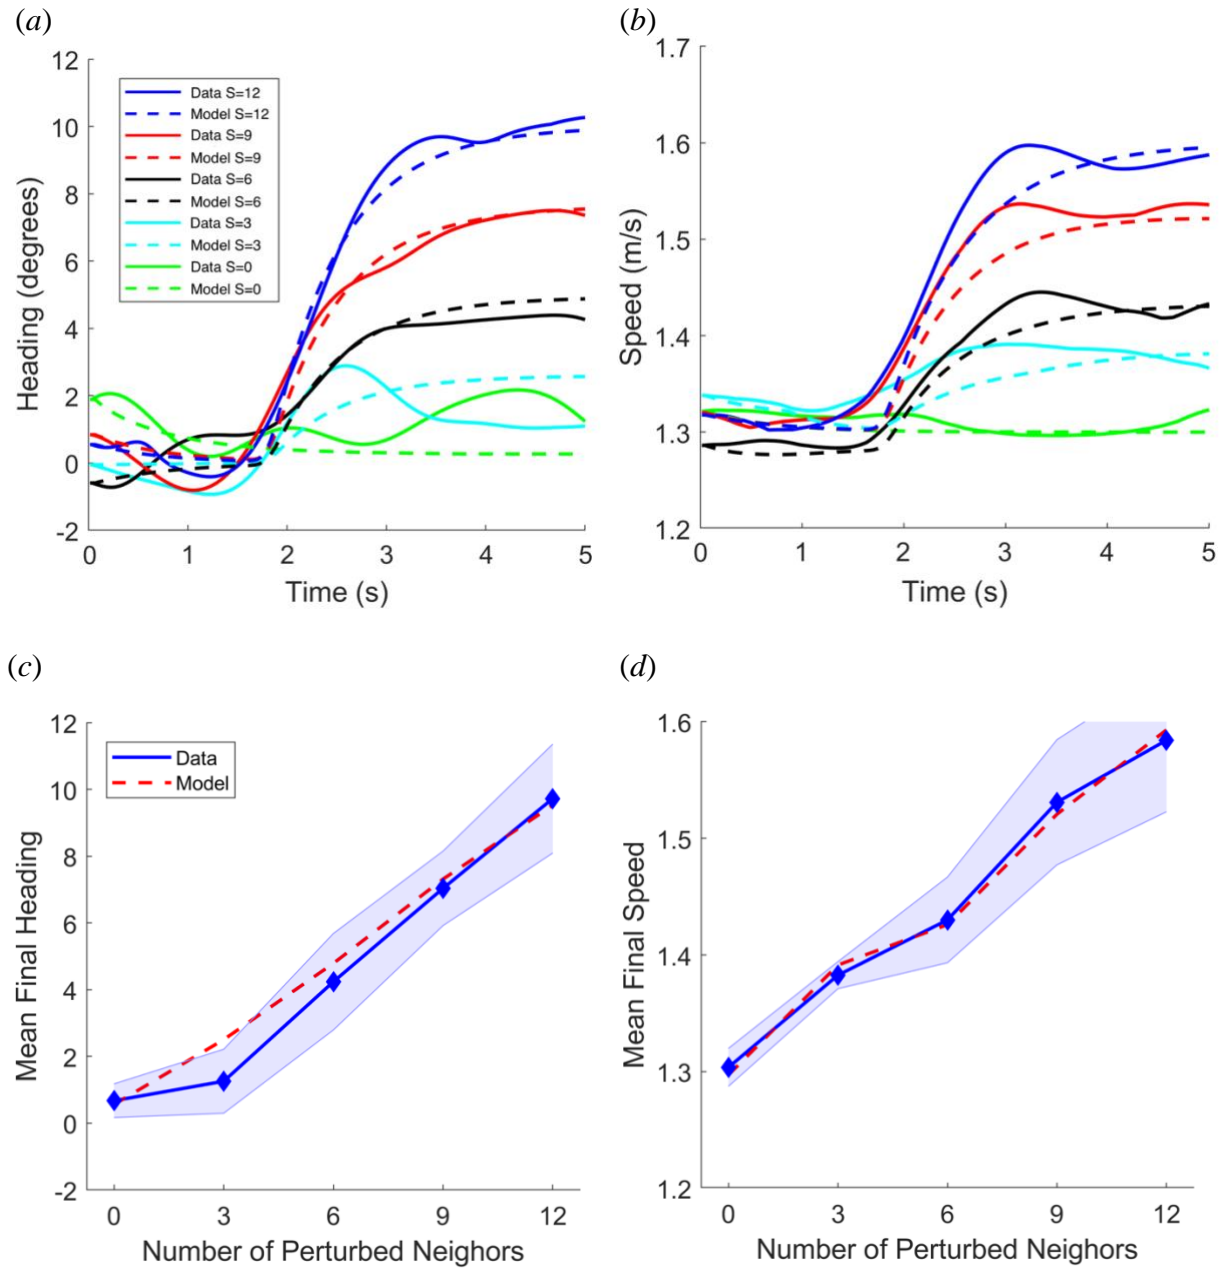 (a)
12
10
8
6
4
2
0
-2
Heading (degrees)
Data S=12
Model S=12
Data S=9
Model S=9
Data S=6
Model S=6
Data S=3
Model S=3
Data S=0
Model S=0
0 1 2 3 4 5
Time (s)
(b)
1.7
1.6
1.5
1.4
1.3
1.2
Speed (m/s)
0 1 2 3 4 5
Time (s)
(c)
12
10
8
6
4
2
0
-2
Mean Final Heading
Data
Model
0 3 6 9 12
Number of Perturbed Neighors
(d)
1.6
1.5
1.4
1.3
1.2
Mean Final Speed
0 3 6 9 12
Number of Perturbed Neighbors